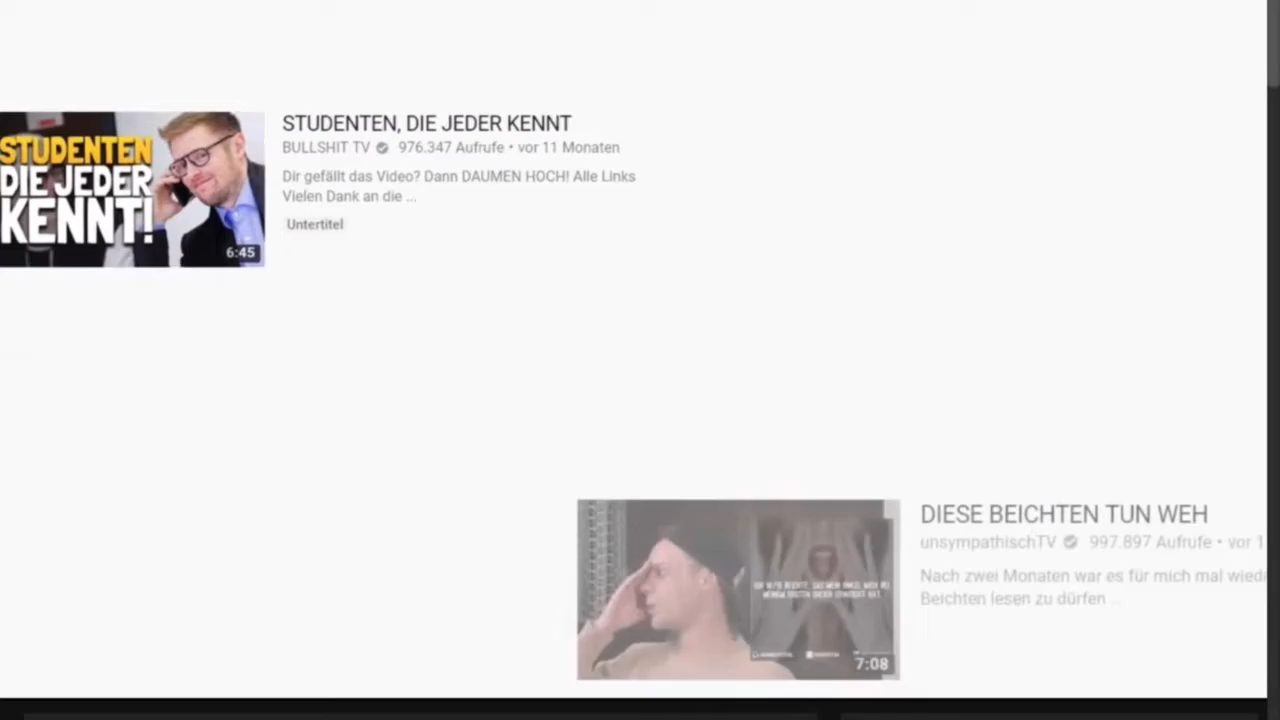 STUDENTEN
DIE JEDER
KENNT!
6:45
STUDENTEN, DIE JEDER KENNT
BULLSHIT TV 976.347 Aufrufe • vor 11 Monaten
Dir gefällt das Video? Dann DAUMEN HOCH! Alle Links
Vielen Dank an die ...
Untertitel
7:08
DIESE BEICHTEN TUN WEH
unsympathischTV 997.897 Aufrufe • vor 1
Nach zwei Monaten war es für mich mal wied
Beichten lesen zu dürfen ...